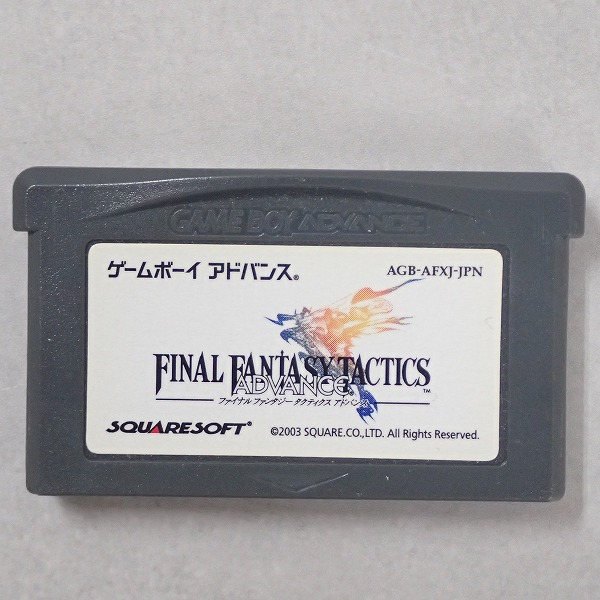 GAME BOY ADVANCE
ゲームボーイ アドバンス®
AGB-AFXJ-JPN
FINAL FANTASY TACTICS™
ADVANCE
ファイナル ファンタジー タクティクス アドバンス
SQUARESOFT®
©2003 SQUARE.CO.,LTD. All Rights Reserved.